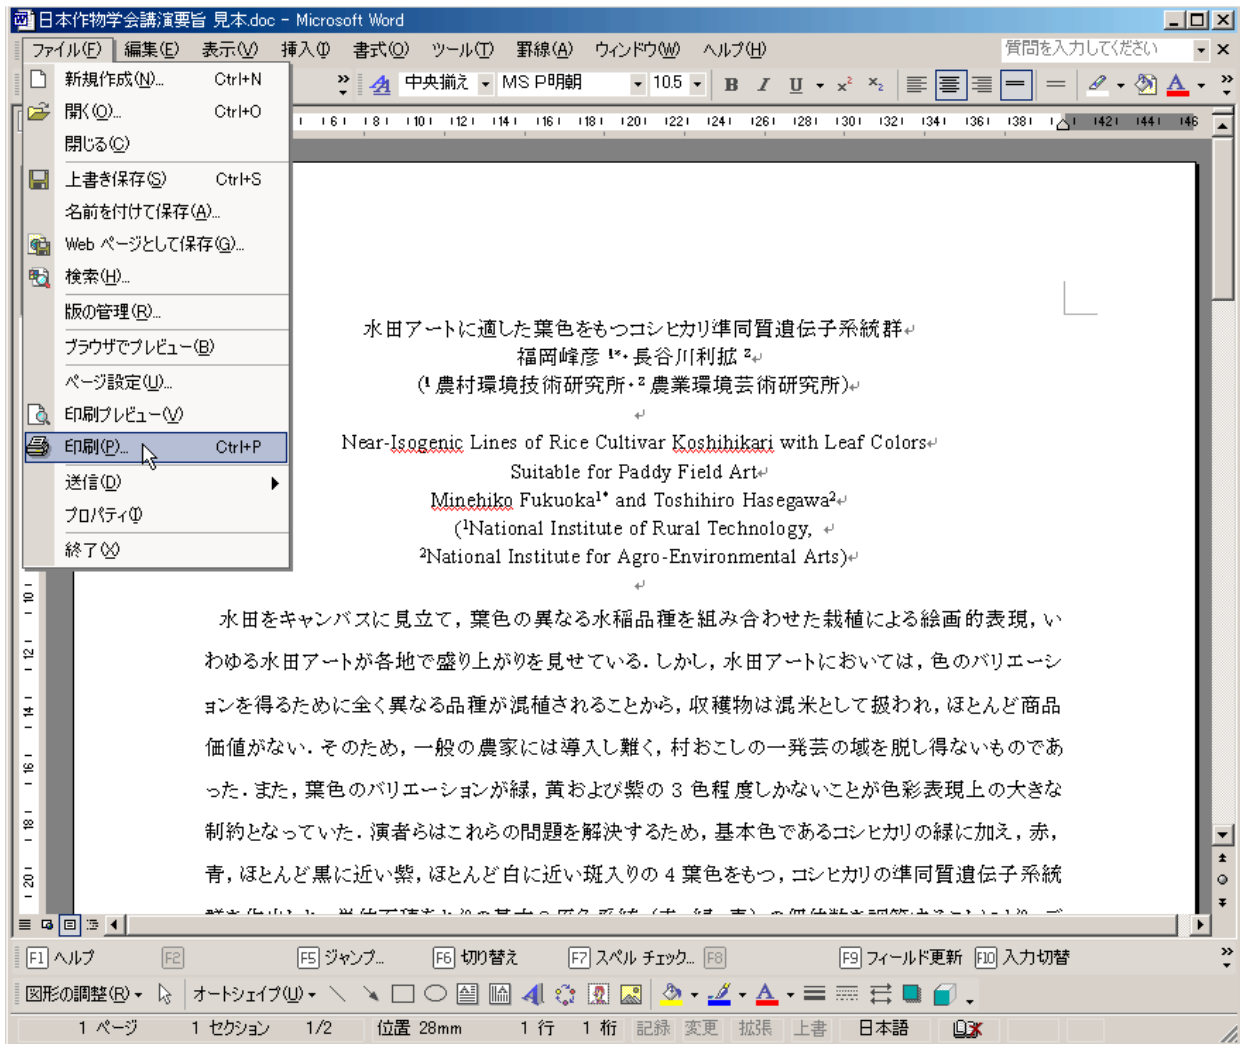 日本作物学会講演要旨 見本.doc - Microsoft Word
ファイル(F) 編集(E) 表示(V) 挿入(I) 書式(O) ツール(T) 罫線(A) ウィンドウ(W) ヘルプ(H) 質問を入力してください
中央揃え MS P明朝 10.5 B I U x² x₂
新規作成(N)... Ctrl+N
開く(O)... Ctrl+O
閉じる(C)
上書き保存(S) Ctrl+S
名前を付けて保存(A)...
Web ページとして保存(G)...
検索(H)...
版の管理(R)...
ブラウザでプレビュー(B)
ページ設定(U)...
印刷プレビュー(V)
印刷(P)... Ctrl+P
送信(D)
プロパティ(I)
終了(X)
6 8 10 12 14 16 18 20 22 24 26 28 30 32 34 36 38 42 44 46
水田アートに適した葉色をもつコシヒカリ準同質遺伝子系統群
福岡峰彦 ¹*・長谷川利拡 ²
(¹ 農村環境技術研究所・² 農業環境芸術研究所)
Near-Isogenic Lines of Rice Cultivar Koshihikari with Leaf Colors
Suitable for Paddy Field Art
Minehiko Fukuoka¹* and Toshihiro Hasegawa²
(¹National Institute of Rural Technology,
²National Institute for Agro-Environmental Arts)
水田をキャンバスに見立て，葉色の異なる水稲品種を組み合わせた栽植による絵画的表現，い
わゆる水田アートが各地で盛り上がりを見せている．しかし，水田アートにおいては，色のバリエーシ
ョンを得るために全く異なる品種が混植されることから，収穫物は混米として扱われ，ほとんど商品
価値がない．そのため，一般の農家には導入し難く，村おこしの一発芸の域を脱し得ないものであ
った．また，葉色のバリエーションが緑，黄および紫の 3 色程度しかないことが色彩表現上の大きな
制約となっていた．演者らはこれらの問題を解決するため，基本色であるコシヒカリの緑に加え，赤，
青，ほとんど黒に近い紫，ほとんど白に近い斑入りの 4 葉色をもつ，コシヒカリの準同質遺伝子系統
10
12
14
16
18
20
F1 ヘルプ F2 F5 ジャンプ... F6 切り替え F7 スペル チェック... F8 F9 フィールド更新 F10 入力切替
図形の調整(R) オートシェイプ(U)
1 ページ 1 セクション 1/2 位置 28mm 1 行 1 桁 記録 変更 拡張 上書 日本語